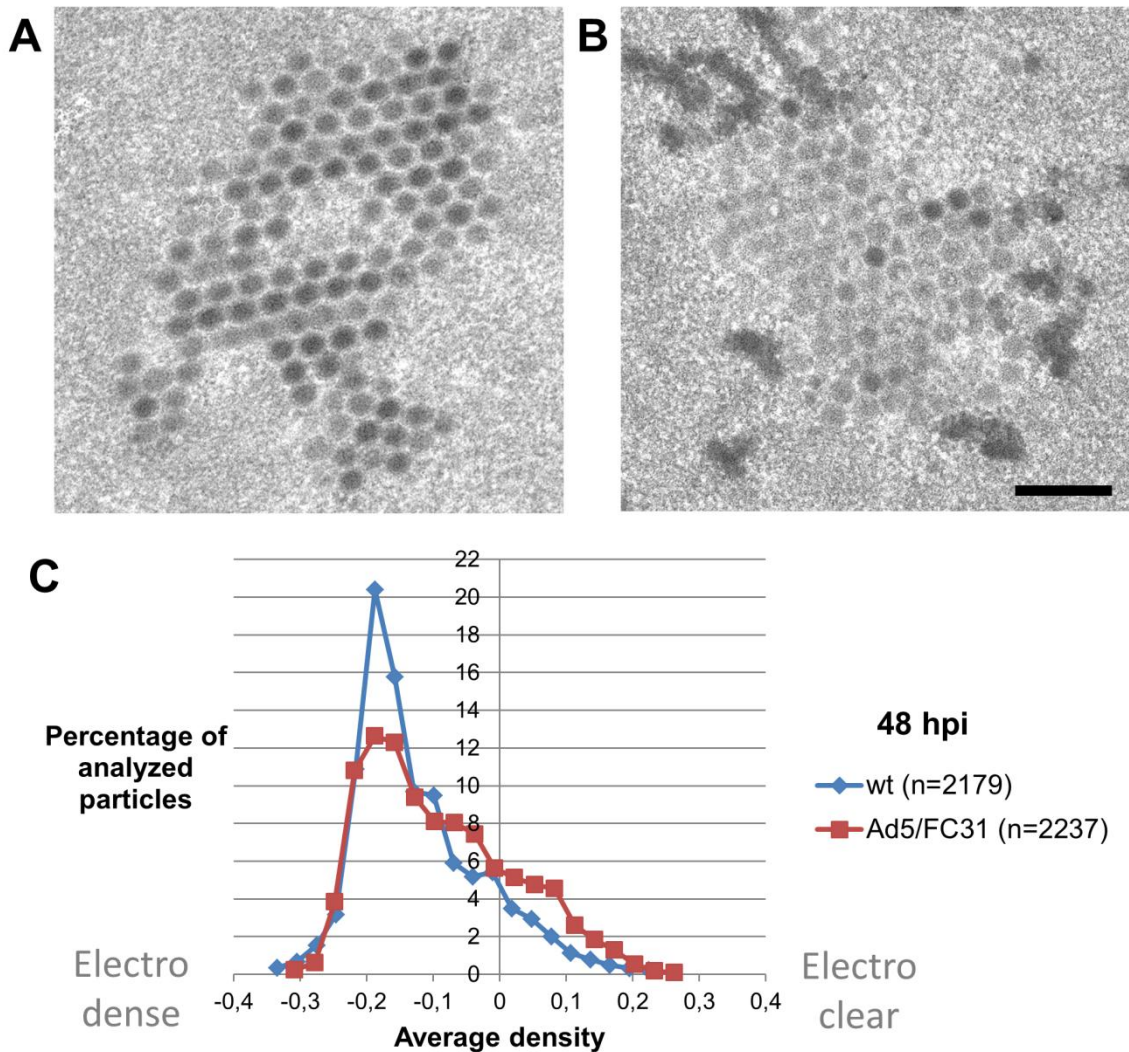 A
B
C
22
20
18
16
14
12
10
8
6
4
2
0
Percentage of
analyzed
particles
48 hpi
wt (n=2179)
Ad5/FC31 (n=2237)
Electro
dense
Electro
clear
-0,4 -0,3 -0,2 -0,1 0 0,1 0,2 0,3 0,4
Average density